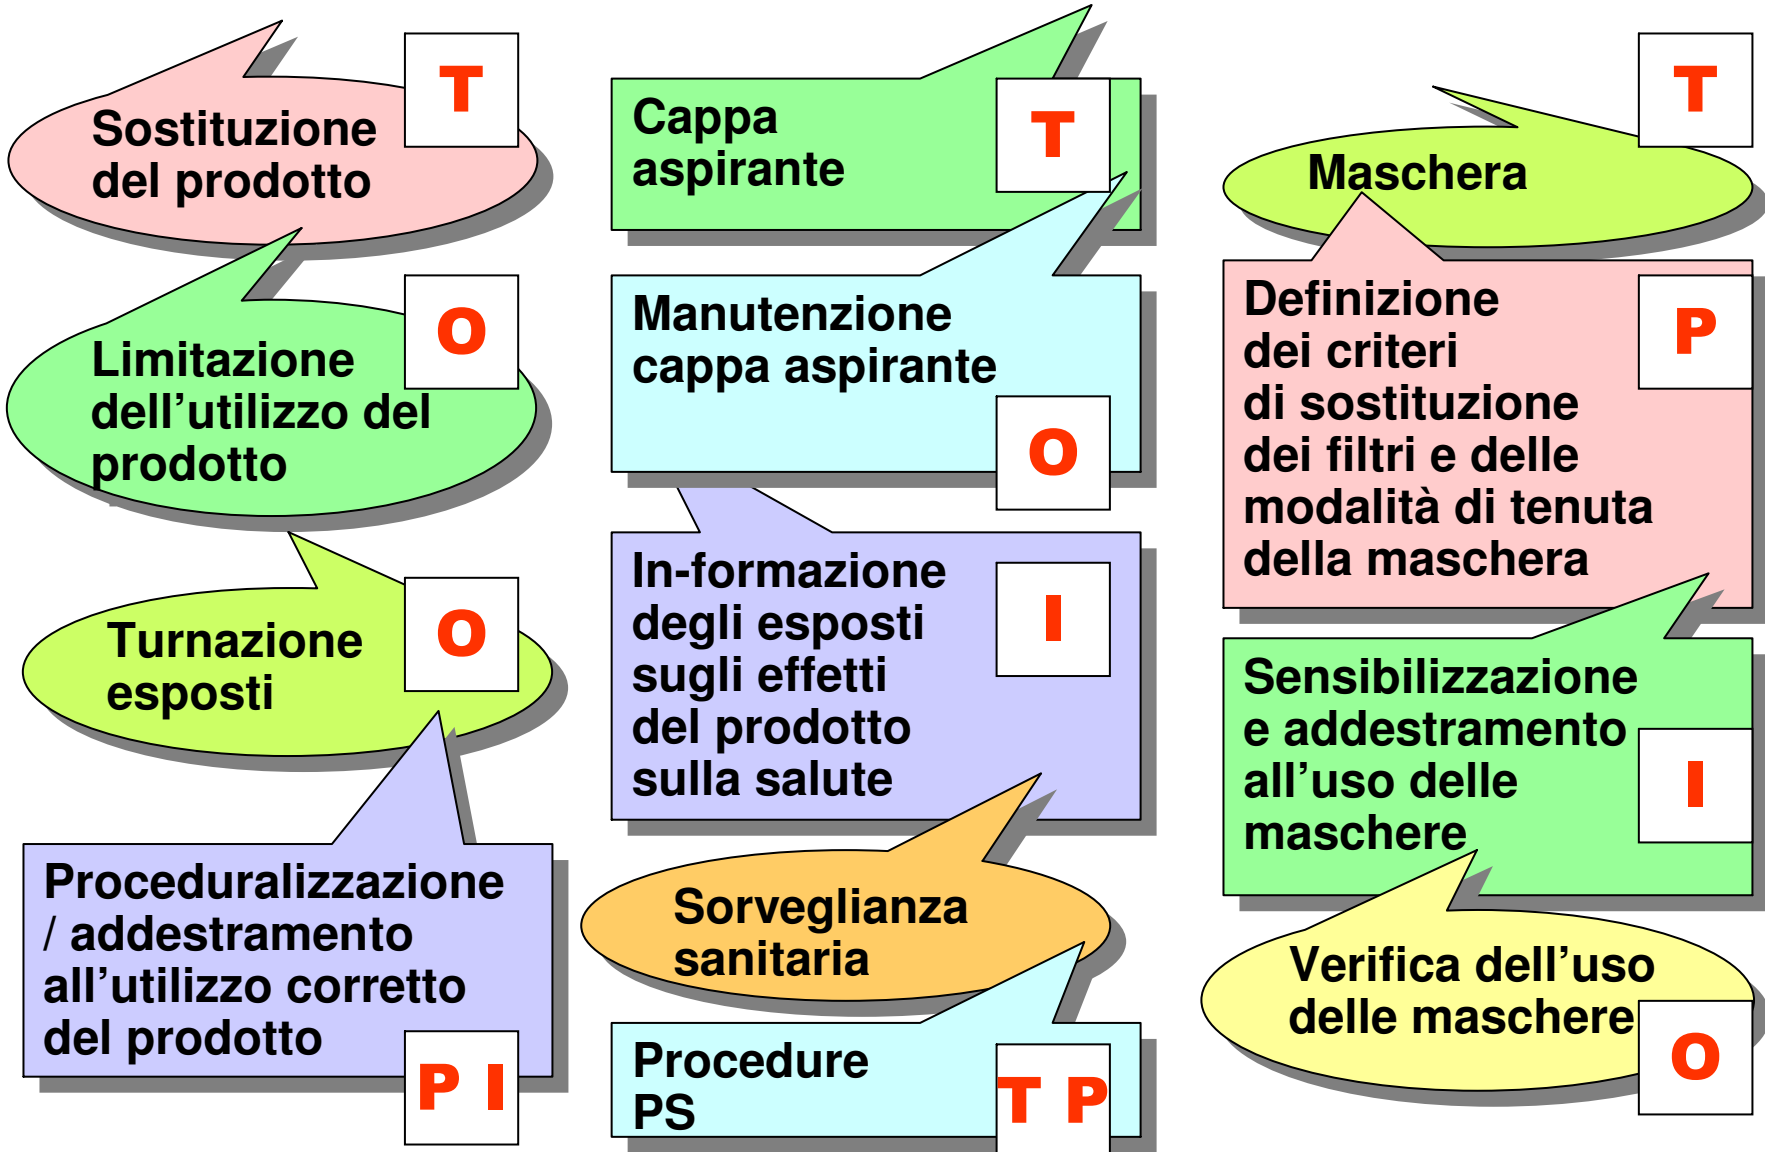 Sostituzione
del prodotto
T
Limitazione
dell’utilizzo del
prodotto
O
Turnazione
esposti
O
Proceduralizzazione
/ addestramento
all’utilizzo corretto
del prodotto
P I
Cappa
aspirante
T
Manutenzione
cappa aspirante
O
In-formazione
degli esposti
sugli effetti
del prodotto
sulla salute
I
Sorveglianza
sanitaria
Procedure
PS
T P
Maschera
T
Definizione
dei criteri
di sostituzione
dei filtri e delle
modalità di tenuta
della maschera
P
Sensibilizzazione
e addestramento
all’uso delle
maschere
I
Verifica dell’uso
delle maschere
O